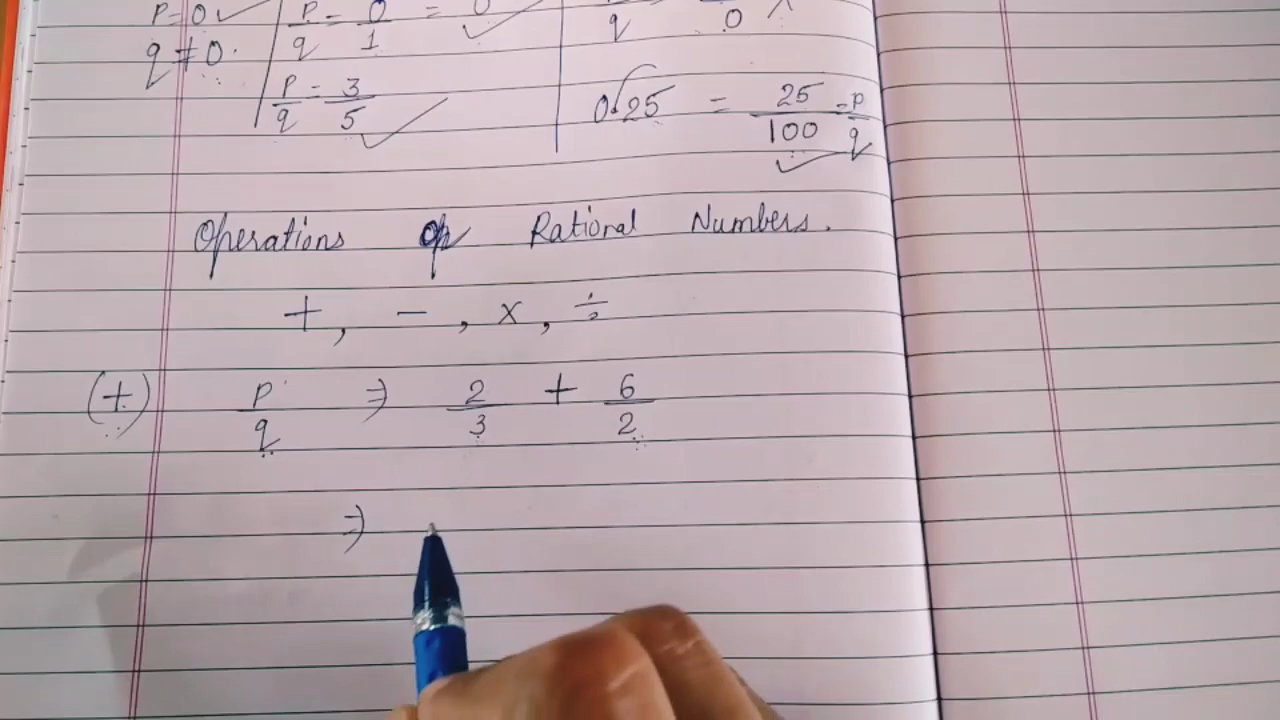 P=0 ✓ P/q = 0/1 = 0 ✓ q 0 ×
q ≠ 0.
P/q = 3/5 ✓ 0.25 = 25/100 = P/q ✓
Operations op Rational Numbers.
+, -, x, ÷
(+) P/q ⇒ 2/3 + 6/2
⇒